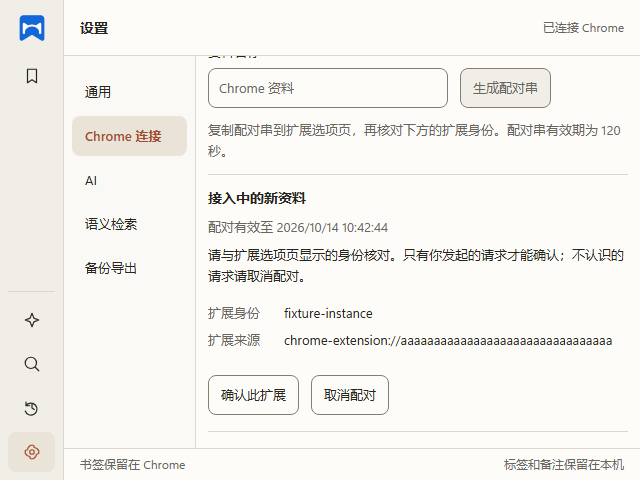 设置
已连接 Chrome
通用
Chrome 连接
AI
语义检索
备份导出
Chrome 资料
生成配对串
复制配对串到扩展选项页，再核对下方的扩展身份。配对串有效期为 120
秒。
接入中的新资料
配对有效至 2026/10/14 10:42:44
请与扩展选项页显示的身份核对。只有你发起的请求才能确认；不认识的
请求请取消配对。
扩展身份 fixture-instance
扩展来源 chrome-extension://aaaaaaaaaaaaaaaaaaaaaaaaaaaaaaaa
确认此扩展
取消配对
书签保留在 Chrome
标签和备注保留在本机